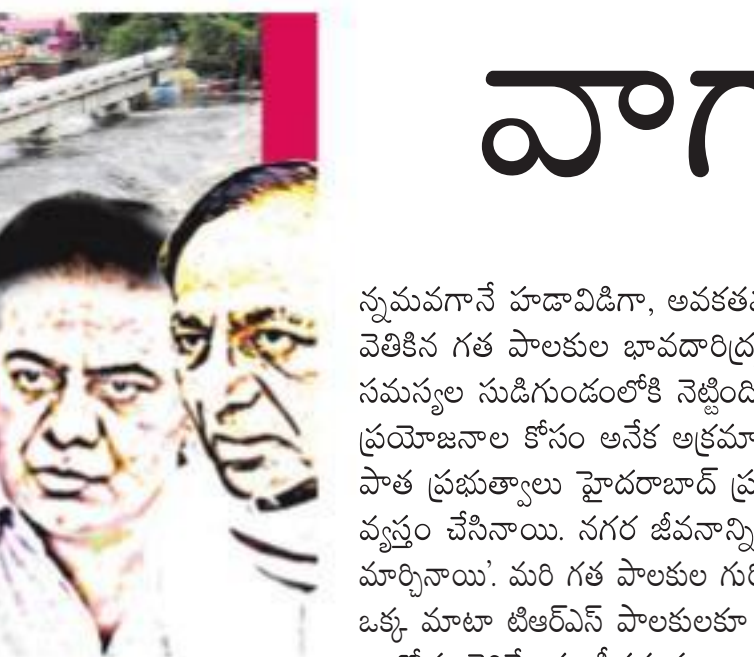 వాగ
న్నమవగానే హడావిడిగా, అవకతవ
వెతికిన గత పాలకుల భావదారిద్ర
సమస్యల సుడిగుండంలోకి నెట్టింది
ప్రయోజనాల కోసం అనేక అక్రమా
పాత ప్రభుత్వాలు హైదరాబాద్ ప్ర
వ్యస్తం చేసినాయి. నగర జీవనాన్ని
మార్చినాయి'. మరి గత పాలకుల గురి
ఒక్క మాటా టిఆర్ఎస్ పాలకులకూ